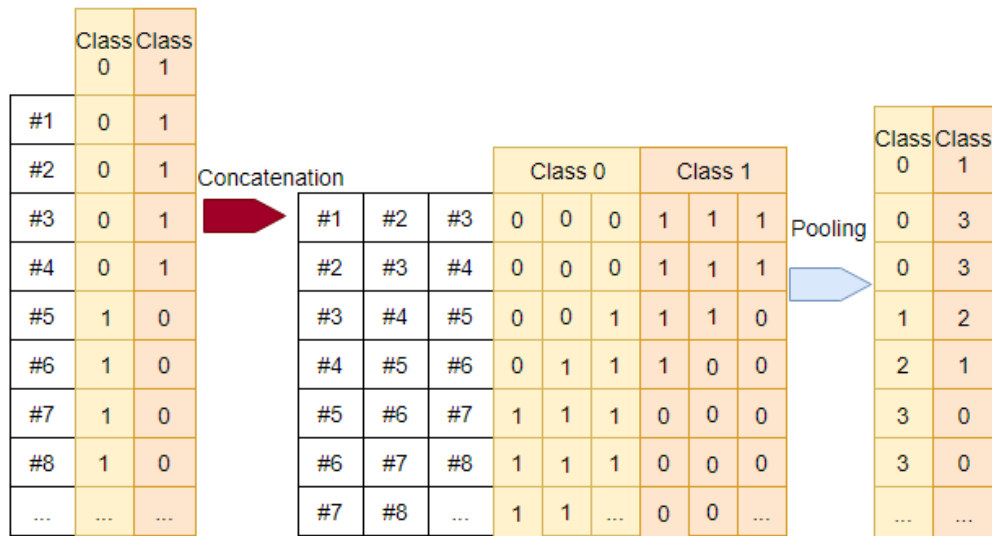 Class Class
0 1
#1 0 1
#2 0 1
#3 0 1
#4 0 1
#5 1 0
#6 1 0
#7 1 0
#8 1 0
... ... ...
Concatenation
Class 0 Class 1
#1 #2 #3 0 0 0 1 1 1
#2 #3 #4 0 0 0 1 1 1
#3 #4 #5 0 0 1 1 1 0
#4 #5 #6 0 1 1 1 0 0
#5 #6 #7 1 1 1 0 0 0
#6 #7 #8 1 1 1 0 0 0
#7 #8 ... 1 1 ... 0 0 ...
Pooling
Class Class
0 1
0 3
0 3
1 2
2 1
3 0
3 0
... ...